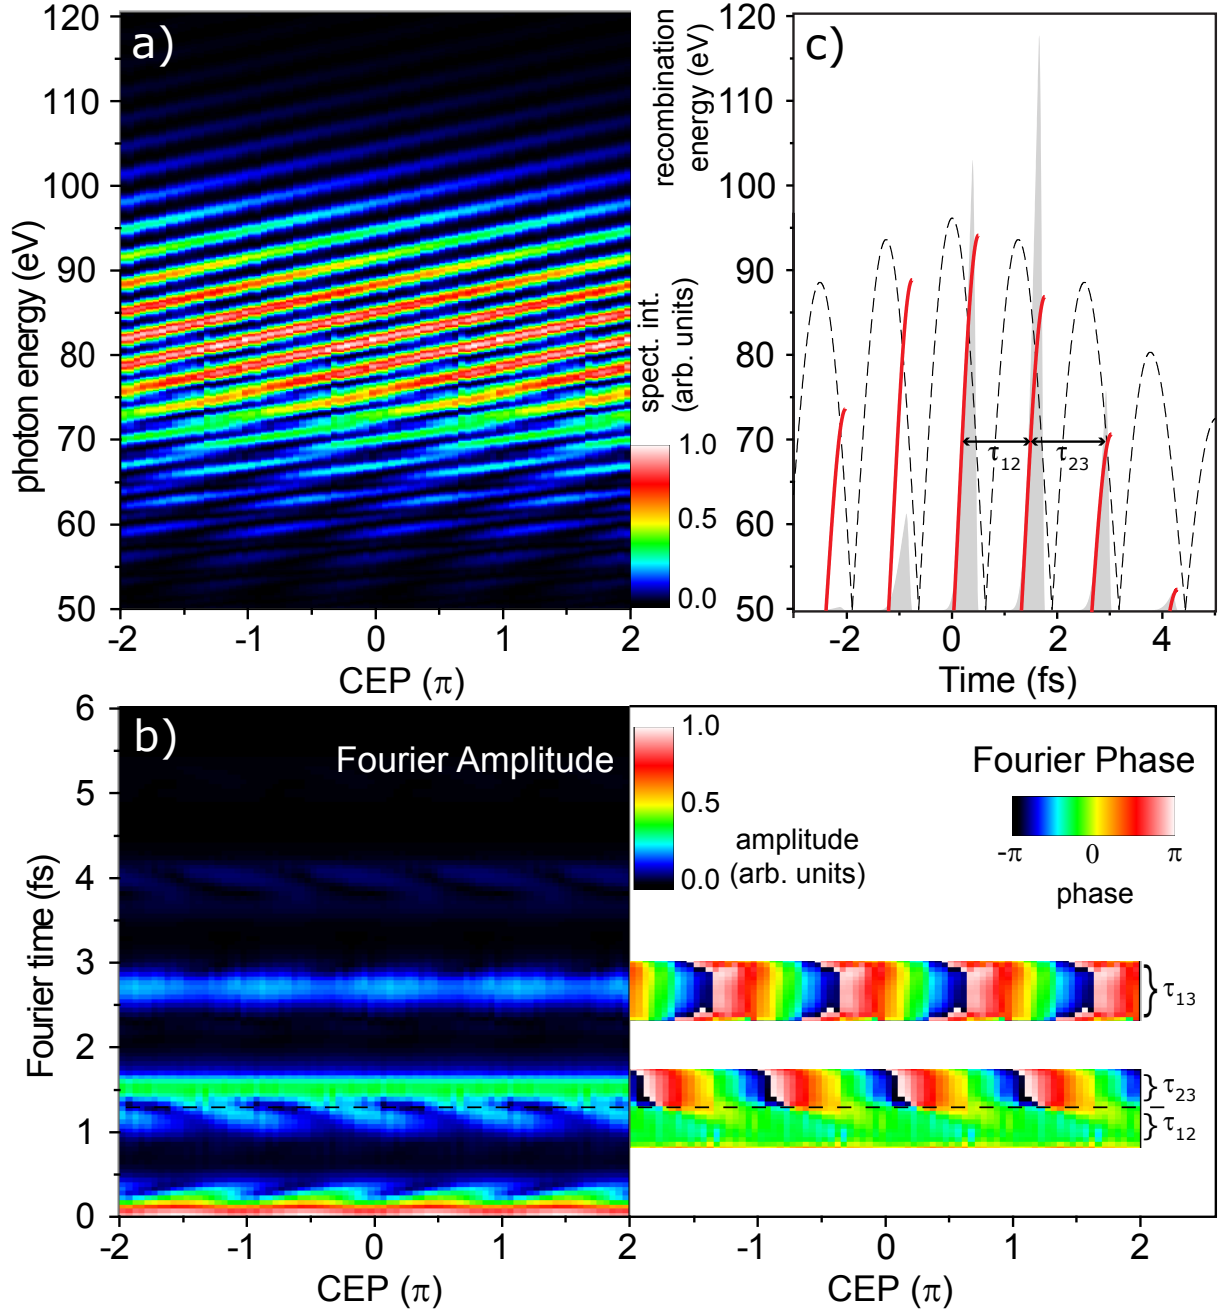 a)
120
110
100
90
80
70
60
50
photon energy (eV)
-2
-1
0
1
2
CEP (π)
spect. int.
(arb. units)
1.0
0.5
0.0
c)
recombination
energy (eV)
120
110
100
90
80
70
60
50
τ12
τ23
-2
0
2
4
Time (fs)
b)
Fourier Amplitude
6
5
4
3
2
1
0
Fourier time (fs)
-2
-1
0
1
2
CEP (π)
1.0
0.5
0.0
amplitude
(arb. units)
Fourier Phase
-π
0
π
phase
} τ13
} τ23
} τ12
-1
0
1
2
CEP (π)